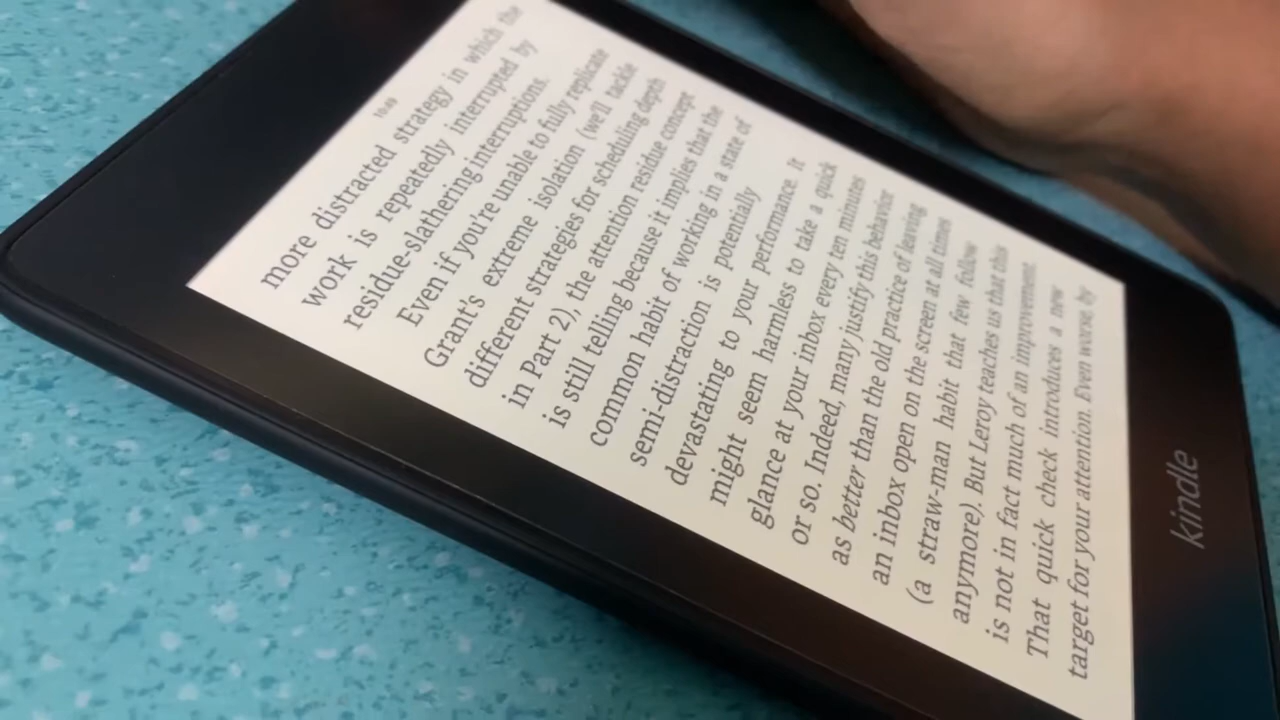 10:49
more distracted strategy in which the
work is repeatedly interrupted by
residue-slathering interruptions.
Even if you're unable to fully replicate
Grant's extreme isolation (we'll tackle
different strategies for scheduling depth
in Part 2), the attention residue concept
is still telling because it implies that the
common habit of working in a state of
semi-distraction is potentially
devastating to your performance. It
might seem harmless to take a quick
glance at your inbox every ten minutes
or so. Indeed, many justify this behavior
as better than the old practice of leaving
an inbox open on the screen at all times
(a straw-man habit that few follow
anymore). But Leroy teaches us that this
is not in fact much of an improvement.
That quick check introduces a new
target for your attention. Even worse, by
kindle